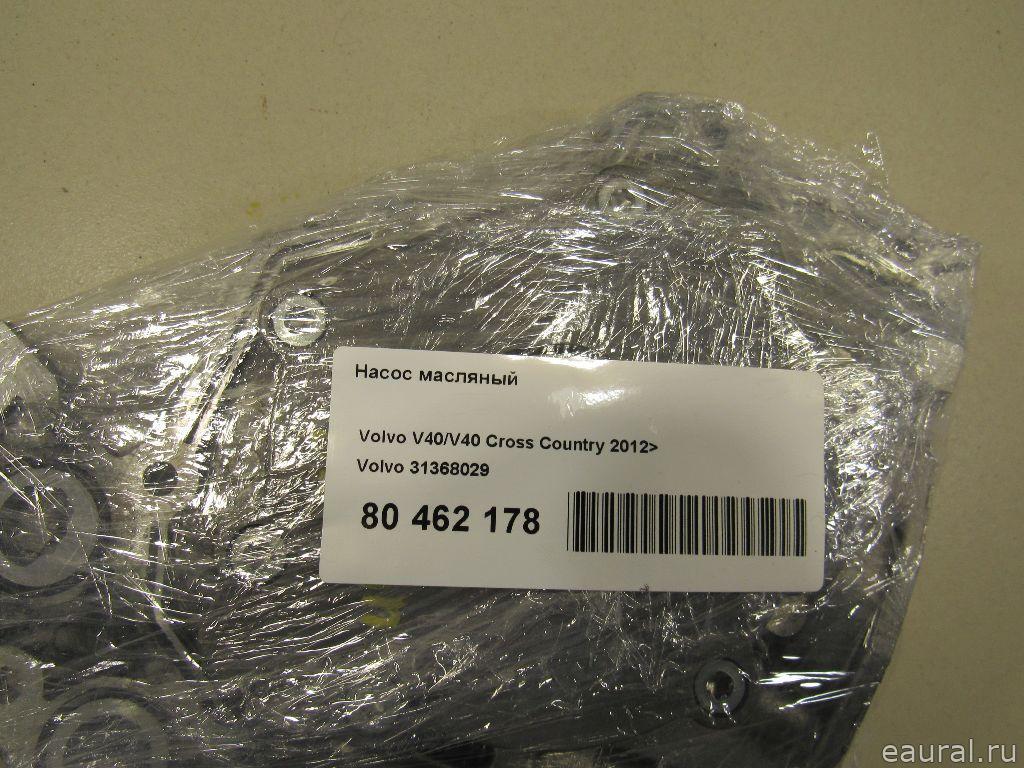 Насос масляный
Volvo V40/V40 Cross Country 2012>
Volvo 31368029
80 462 178
eaural.ru